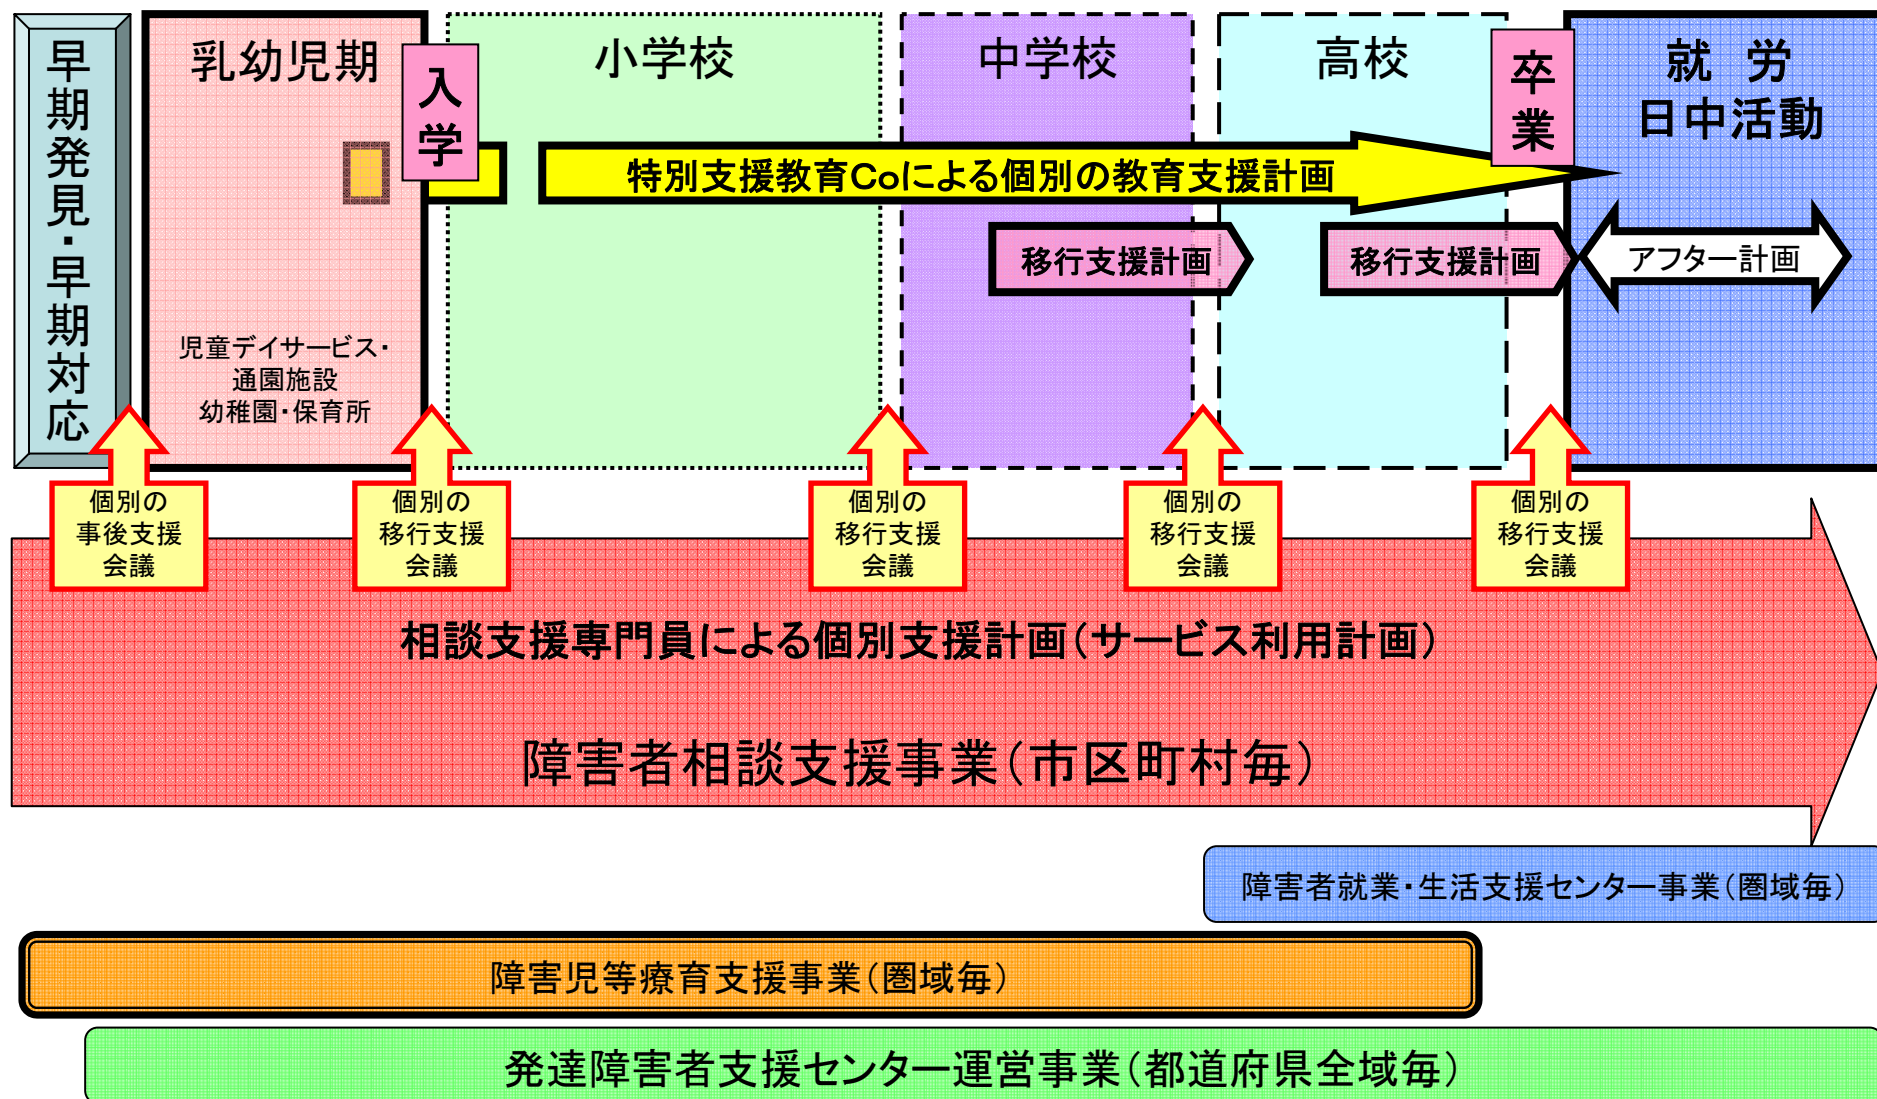 早期発見・早期対応
乳幼児期
入学
小学校
中学校
高校
卒業
就　労
日中活動
特別支援教育Coによる個別の教育支援計画
移行支援計画
移行支援計画
アフター計画
児童デイサービス・
通園施設
幼稚園・保育所
個別の
事後支援
会議
個別の
移行支援
会議
個別の
移行支援
会議
個別の
移行支援
会議
個別の
移行支援
会議
相談支援専門員による個別支援計画（サービス利用計画）
障害者相談支援事業（市区町村毎）
障害者就業・生活支援センター事業（圏域毎）
障害児等療育支援事業（圏域毎）
発達障害者支援センター運営事業（都道府県全域毎）